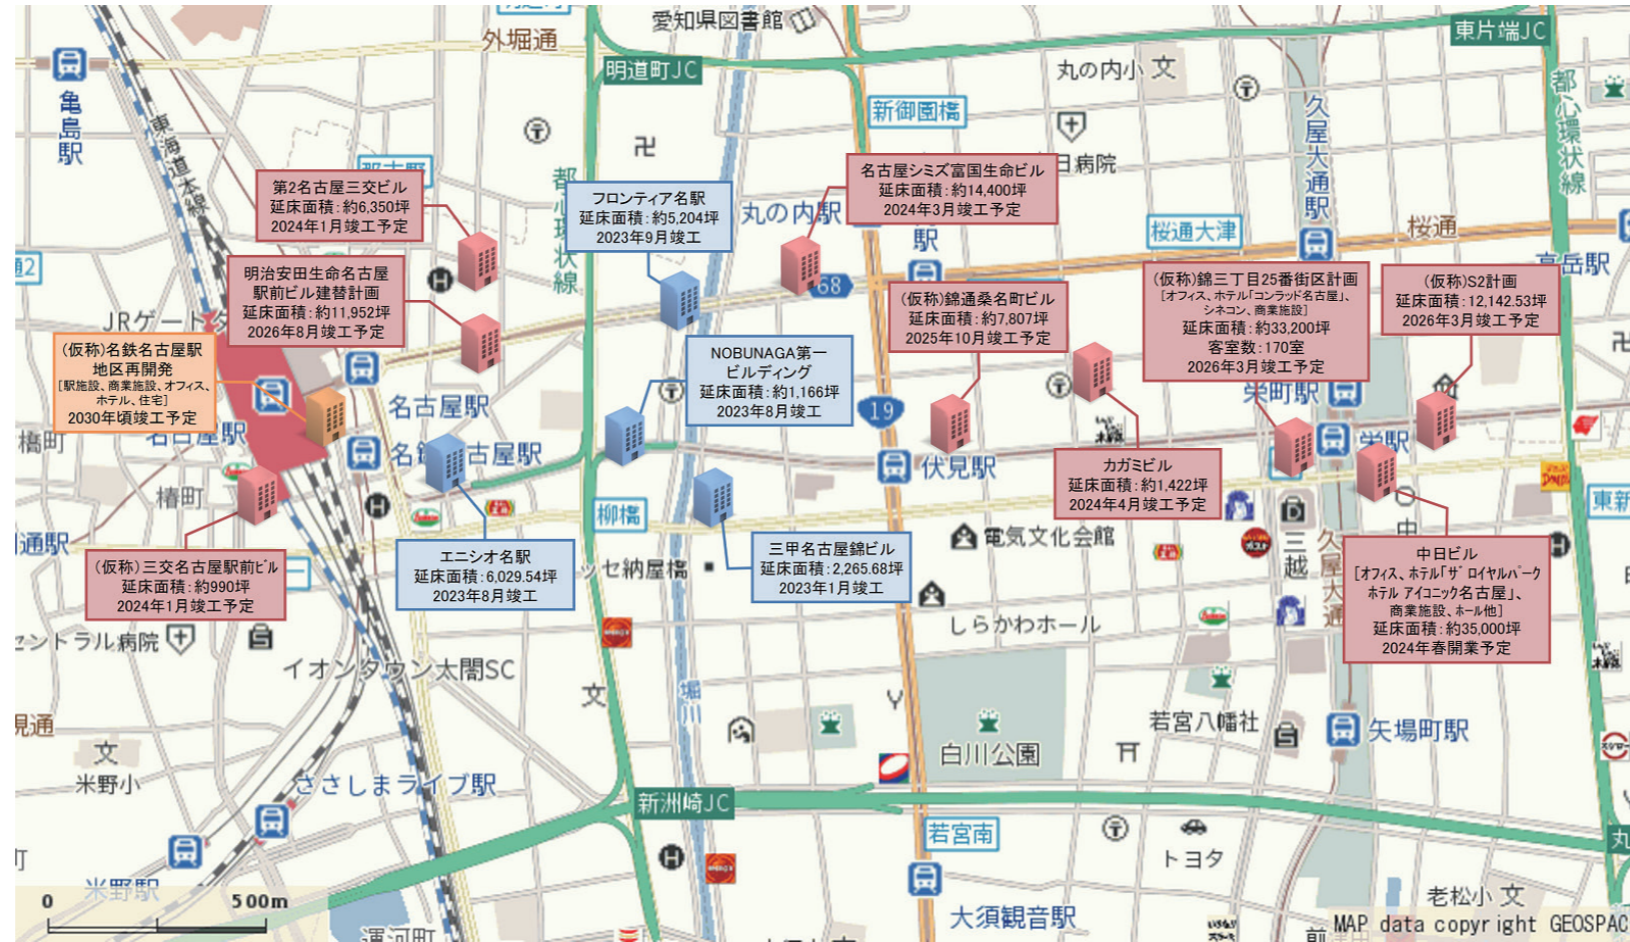 愛知県図書館
外堀通
東片端JC
明道町JC
丸の内小
亀島駅
東海道本線
新御園橋
久屋大通駅
都心環状線
第2名古屋三交ビル
延床面積:約6,350坪
2024年1月竣工予定
フロンティア名駅
延床面積:約5,204坪
2023年9月竣工
名古屋シミズ富国生命ビル
延床面積:約14,400坪
2024年3月竣工予定
日病院
丸の内駅
駅
桜通大津
桜通
高岳駅
68
明治安田生命名古屋
駅前ビル建替計画
延床面積:約11,952坪
2026年8月竣工予定
(仮称)錦通桑名町ビル
延床面積:約7,807坪
2025年10月竣工予定
(仮称)錦三丁目25番街区計画
[オフィス、ホテル「コンラッド名古屋」、
シネコン、商業施設]
延床面積:約33,200坪
客室数:170室
2026年3月竣工予定
(仮称)S2計画
延床面積:12,142.53坪
2026年3月竣工予定
JRゲートタ
(仮称)名鉄名古屋駅
地区再開発
[駅施設、商業施設、オフィス、
ホテル、住宅]
2030年頃竣工予定
NOBUNAGA第一
ビルディング
延床面積:約1,166坪
2023年8月竣工
19
名古屋駅
名古屋駅
栄町駅
栄駅
橋町
椿町
伏見駅
カガミビル
延床面積:約1,422坪
2024年4月竣工予定
柳橋
(仮称)三交名古屋駅前ビル
延床面積:約990坪
2024年1月竣工予定
エニシオ名駅
延床面積:6,029.54坪
2023年8月竣工
ッセ納屋橋
三甲名古屋錦ビル
延床面積:2,265.68坪
2023年1月竣工
電気文化会館
三越
久屋大通
中日ビル
[オフィス、ホテル「ザ ロイヤルパーク
ホテル アイコニック名古屋」、
商業施設、ホール他]
延床面積:約35,000坪
2024年春開業予定
東新
しらかわホール
セントラル病院
イオンタウン太閤SC
堀川
若宮八幡社
矢場町駅
白川公園
米野小
ささしまライブ駅
新洲崎JC
若宮南
トヨタ
米野駅
0
500m
運河町
大須観音駅
老松小
MAP data copyright GEOSPAC